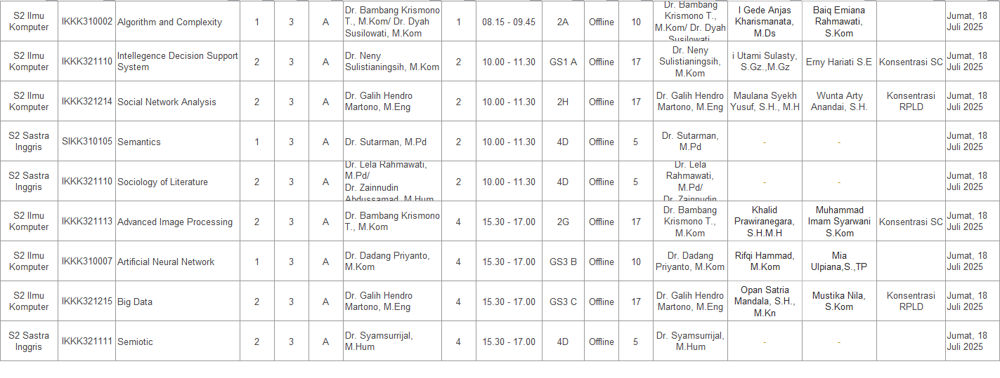 S2 Ilmu
Komputer
IKKK310002
Algorithm and Complexity
1
3
A
Dr. Bambang Krismono
T., M.Kom/ Dr. Dyah
Susilowati, M.Kom
1
08.15 - 09.45
2A
Offline
10
Dr. Bambang
Krismono T.,
M.Kom/ Dr. Dyah
Susilowati
I Gede Anjas
Kharismanata,
M.Ds
Baiq Emiana
Rahmawati,
S.Kom
Jumat, 18
Juli 2025
S2 Ilmu
Komputer
IKKK321110
Intellegence Decision Support
System
2
3
A
Dr. Neny
Sulistianingsih, M.Kom
2
10.00 - 11.30
GS1 A
Offline
17
Dr. Neny
Sulistianingsih,
M.Kom
i Utami Sulasty,
S.Gz.,M.Gz
Erny Hariati S.E
Konsentrasi SC
Jumat, 18
Juli 2025
S2 Ilmu
Komputer
IKKK321214
Social Network Analysis
2
3
A
Dr. Galih Hendro
Martono, M.Eng
2
10.00 - 11.30
2H
Offline
17
Dr. Galih Hendro
Martono, M.Eng
Maulana Syekh
Yusuf, S.H., M.H
Wunta Arty
Anandai, S.H.
Konsentrasi
RPLD
Jumat, 18
Juli 2025
S2 Sastra
Inggris
SIKK310105
Semantics
1
3
A
Dr. Sutarman, M.Pd
2
10.00 - 11.30
4D
Offline
5
Dr. Sutarman,
M.Pd
-
-
Jumat, 18
Juli 2025
S2 Sastra
Inggris
IKKK321110
Sociology of Literature
2
3
A
Dr. Lela Rahmawati,
M.Pd/
Dr. Zainnudin
Abdussamad, M.Hum
2
10.00 - 11.30
4D
Offline
5
Dr. Lela
Rahmawati,
M.Pd/
Dr. Zainnudin
-
-
Jumat, 18
Juli 2025
S2 Ilmu
Komputer
IKKK321113
Advanced Image Processing
2
3
A
Dr. Bambang Krismono
T., M.Kom
4
15.30 - 17.00
2G
Offline
17
Dr. Bambang
Krismono T.,
M.Kom
Khalid
Prawiranegara,
S.H.M.H
Muhammad
Imam Syarwani
S.Kom
Konsentrasi SC
Jumat, 18
Juli 2025
S2 Ilmu
Komputer
IKKK310007
Artificial Neural Network
1
3
A
Dr. Dadang Priyanto,
M.Kom
4
15.30 - 17.00
GS3 B
Offline
10
Dr. Dadang
Priyanto, M.Kom
Rifqi Hammad,
M.Kom
Mia
Ulpiana,S.,TP
Jumat, 18
Juli 2025
S2 Ilmu
Komputer
IKKK321215
Big Data
2
3
A
Dr. Galih Hendro
Martono, M.Eng
4
15.30 - 17.00
GS3 C
Offline
17
Dr. Galih Hendro
Martono, M.Eng
Opan Satria
Mandala, S.H.,
M.Kn
Mustika Nila,
S.Kom
Konsentrasi
RPLD
Jumat, 18
Juli 2025
S2 Sastra
Inggris
IKKK321111
Semiotic
2
3
A
Dr. Syamsurrijal,
M.Hum
4
15.30 - 17.00
4D
Offline
5
Dr. Syamsurrijal,
M.Hum
-
-
Jumat, 18
Juli 2025